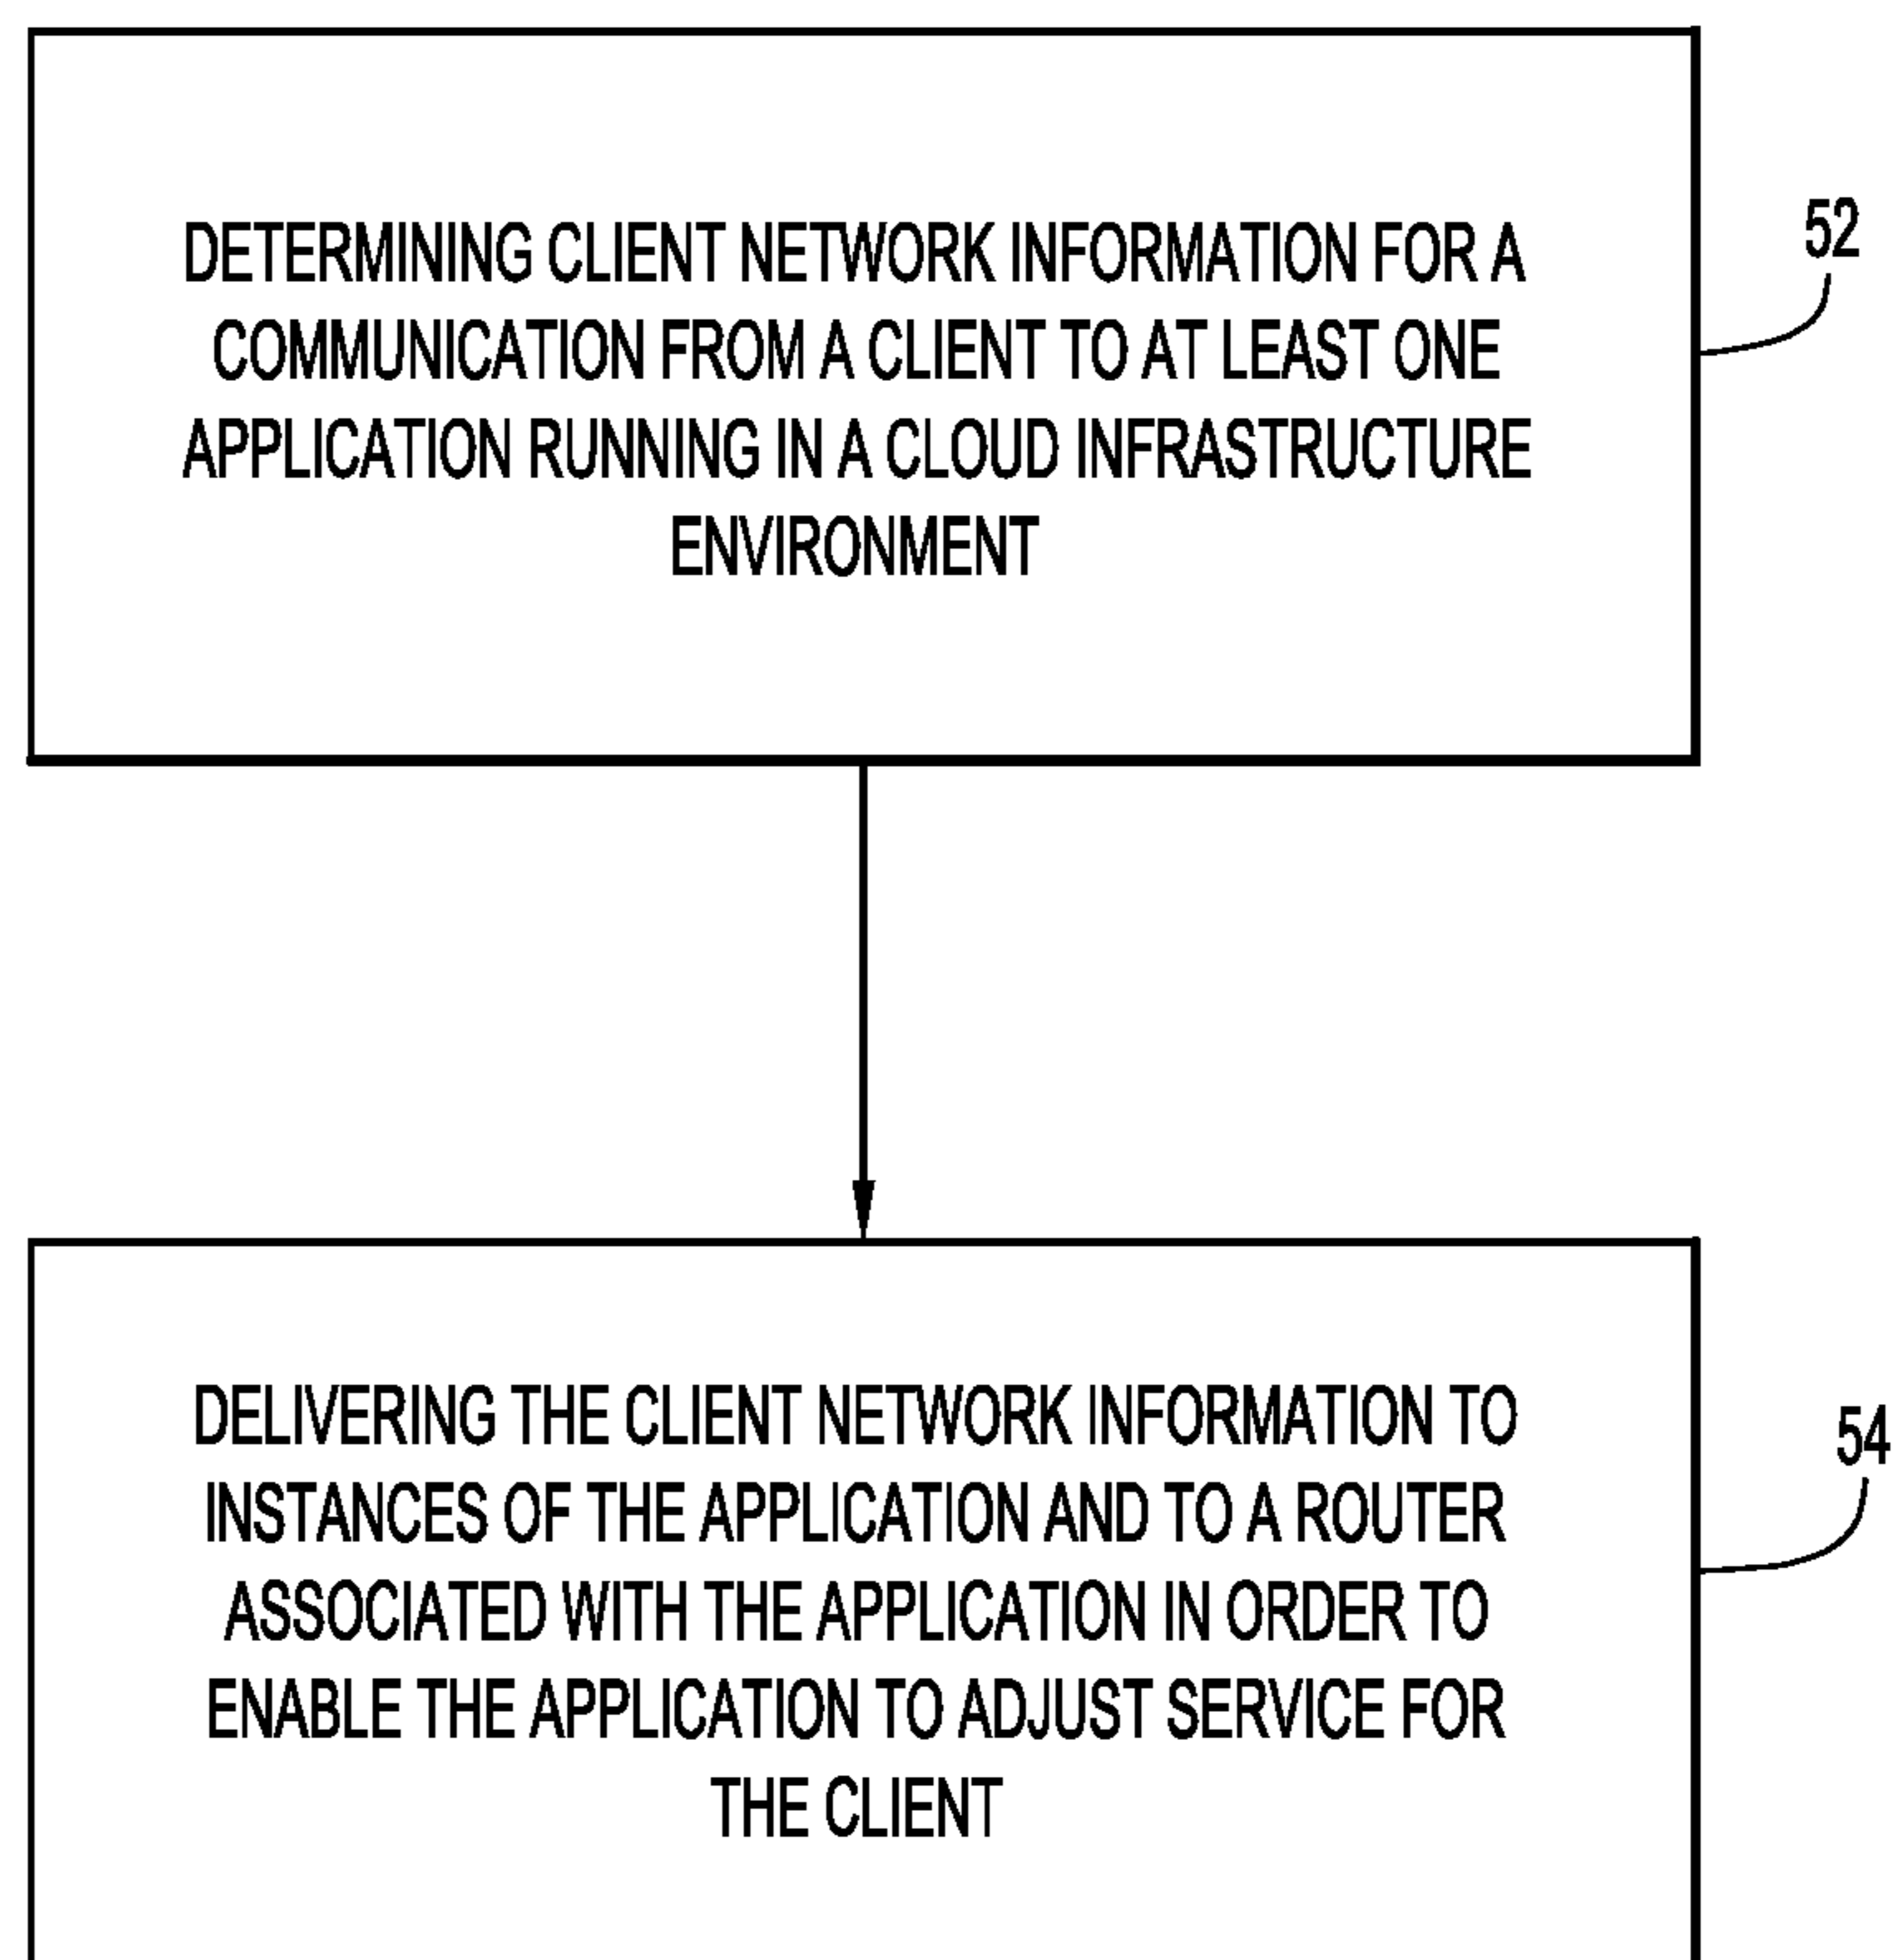 DETERMINING CLIENT NETWORK INFORMATION FOR A
COMMUNICATION FROM A CLIENT TO AT LEAST ONE
APPLICATION RUNNING IN A CLOUD INFRASTRUCTURE
ENVIRONMENT
52
DELIVERING THE CLIENT NETWORK INFORMATION TO
INSTANCES OF THE APPLICATION AND TO A ROUTER
ASSOCIATED WITH THE APPLICATION IN ORDER TO
ENABLE THE APPLICATION TO ADJUST SERVICE FOR
THE CLIENT
54